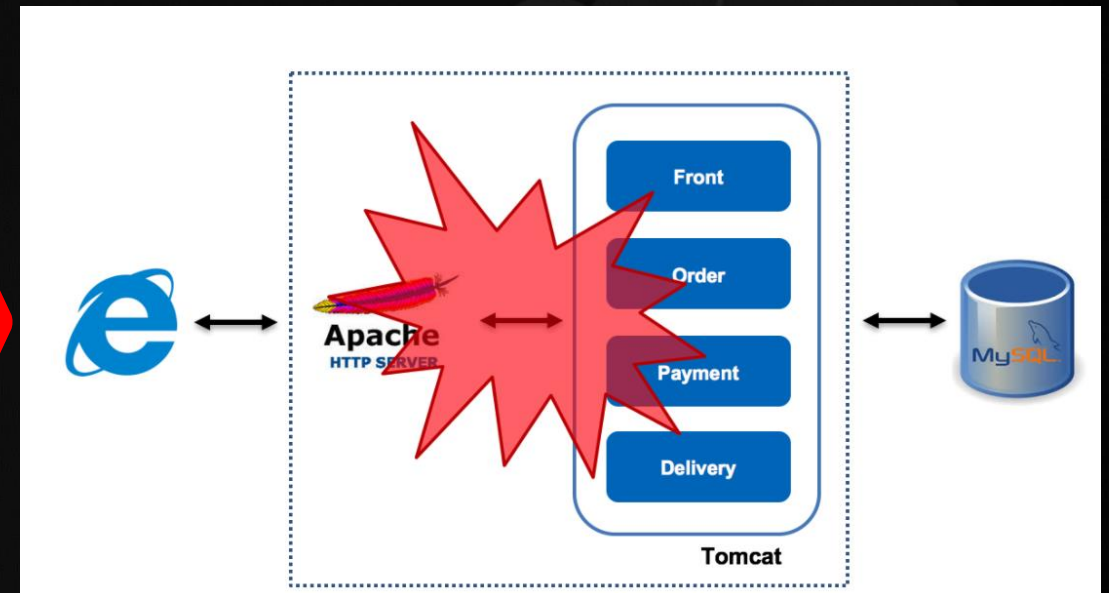 Front
Order
Apache
HTTP SERVER
Payment
MySQL
Delivery
Tomcat